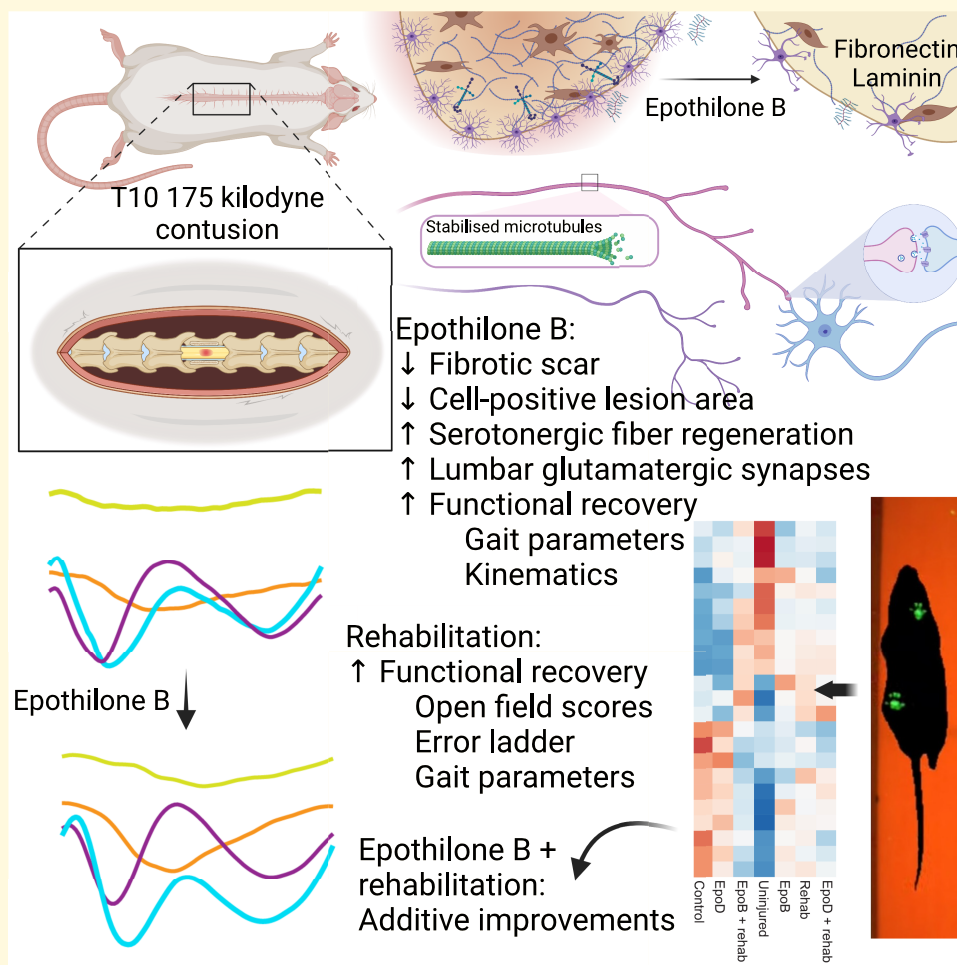 Fibronectin
Laminin
Epothilone B
T10 175 kilodyne
contusion
Stabilised microtubules
Epothilone B:
↓ Fibrotic scar
↓ Cell-positive lesion area
↑ Serotonergic fiber regeneration
↑ Lumbar glutamatergic synapses
↑ Functional recovery
Gait parameters
Kinematics
Rehabilitation:
↑ Functional recovery
Open field scores
Error ladder
Gait parameters
Epothilone B
Epothilone B +
rehabilitation:
Additive improvements
Control
EpoD
EpoB + rehab
Uninjured
EpoB
Rehab
EpoD + rehab